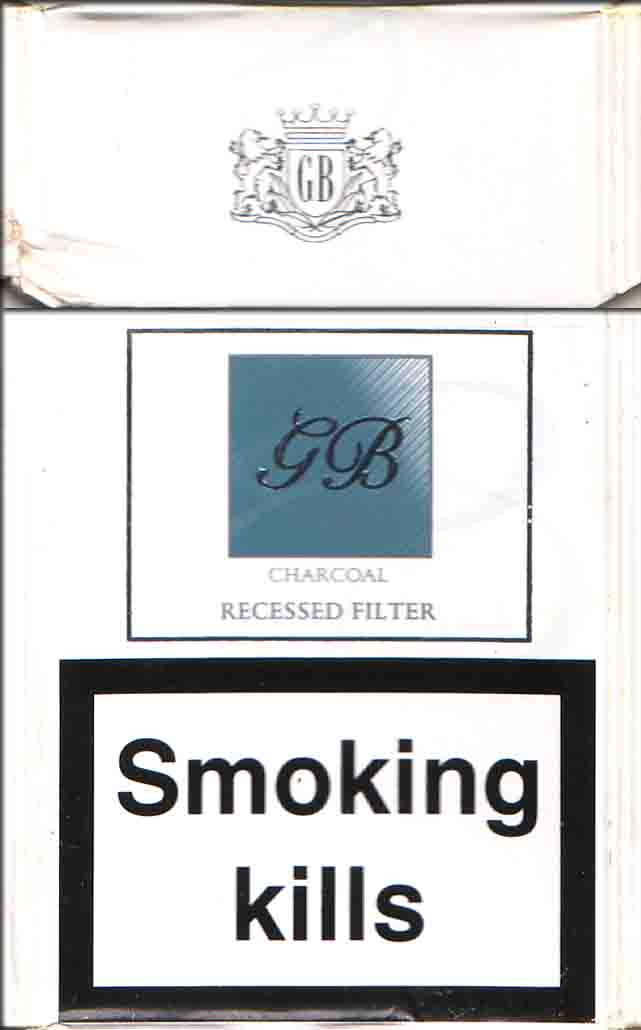 GB
GB
CHARCOAL
RECESSED FILTER
Smoking
kills